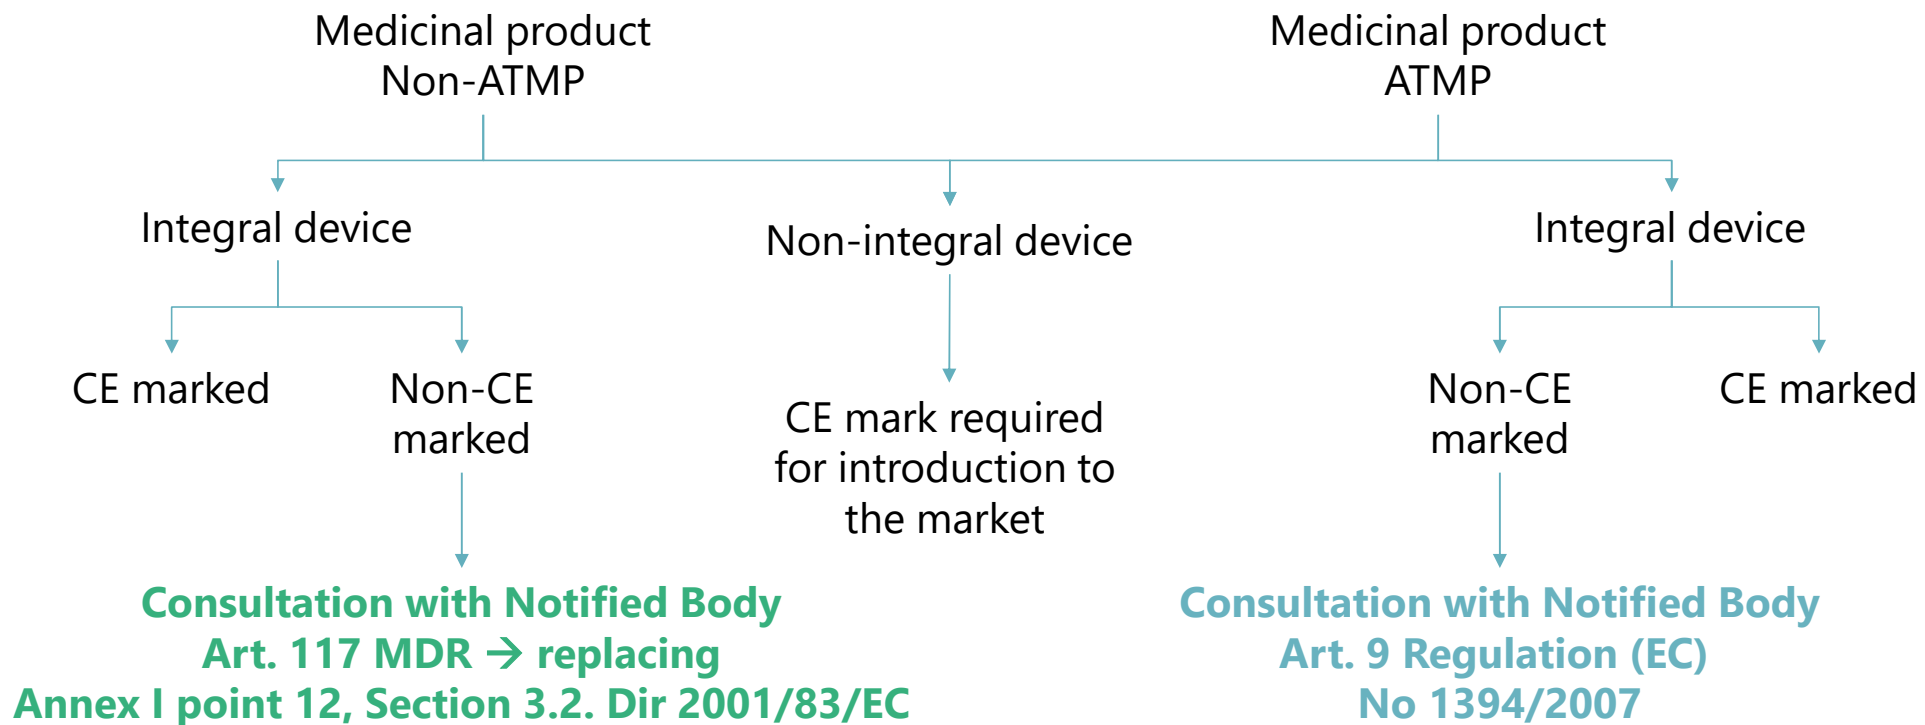 Medicinal product
Non-ATMP
Medicinal product
ATMP
Integral device
Non-integral device
Integral device
CE marked
Non-CE
marked
CE mark required
for introduction to
the market
Non-CE
marked
CE marked
Consultation with Notified Body
Art. 117 MDR → replacing
Annex I point 12, Section 3.2. Dir 2001/83/EC
Consultation with Notified Body
Art. 9 Regulation (EC)
No 1394/2007